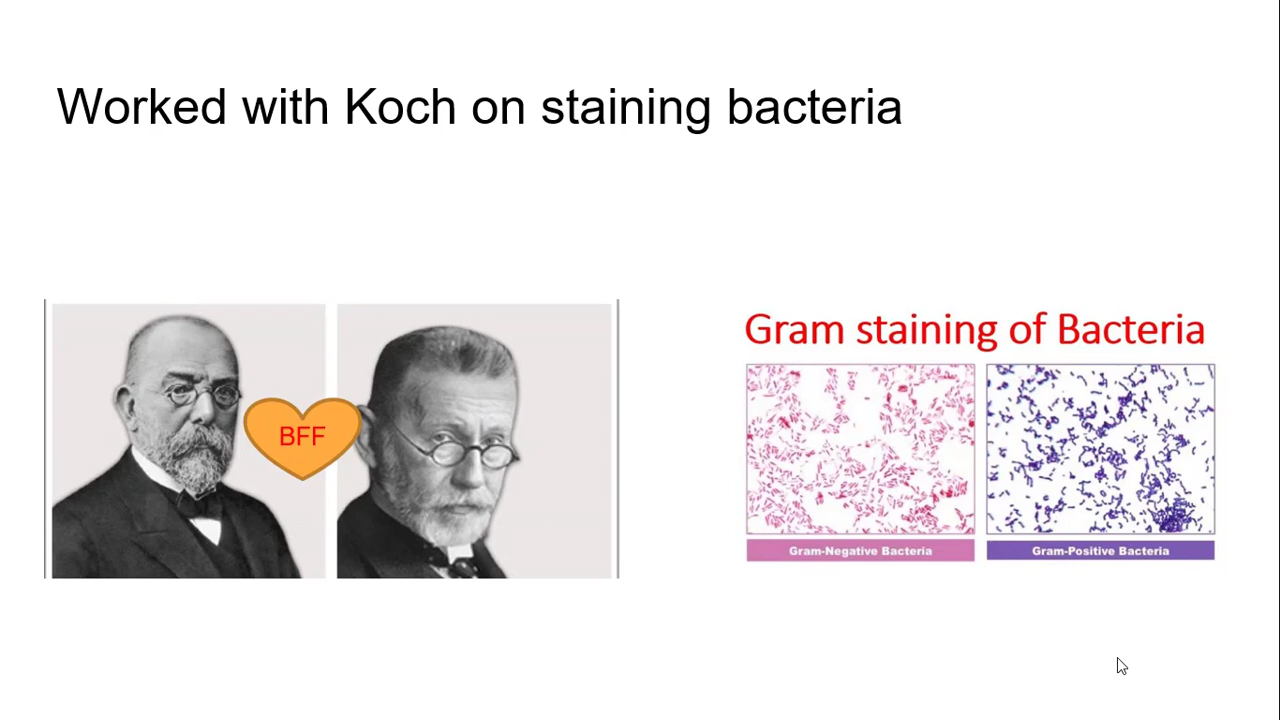 Worked with Koch on staining bacteria
BFF
Gram staining of Bacteria
Gram-Negative Bacteria
Gram-Positive Bacteria